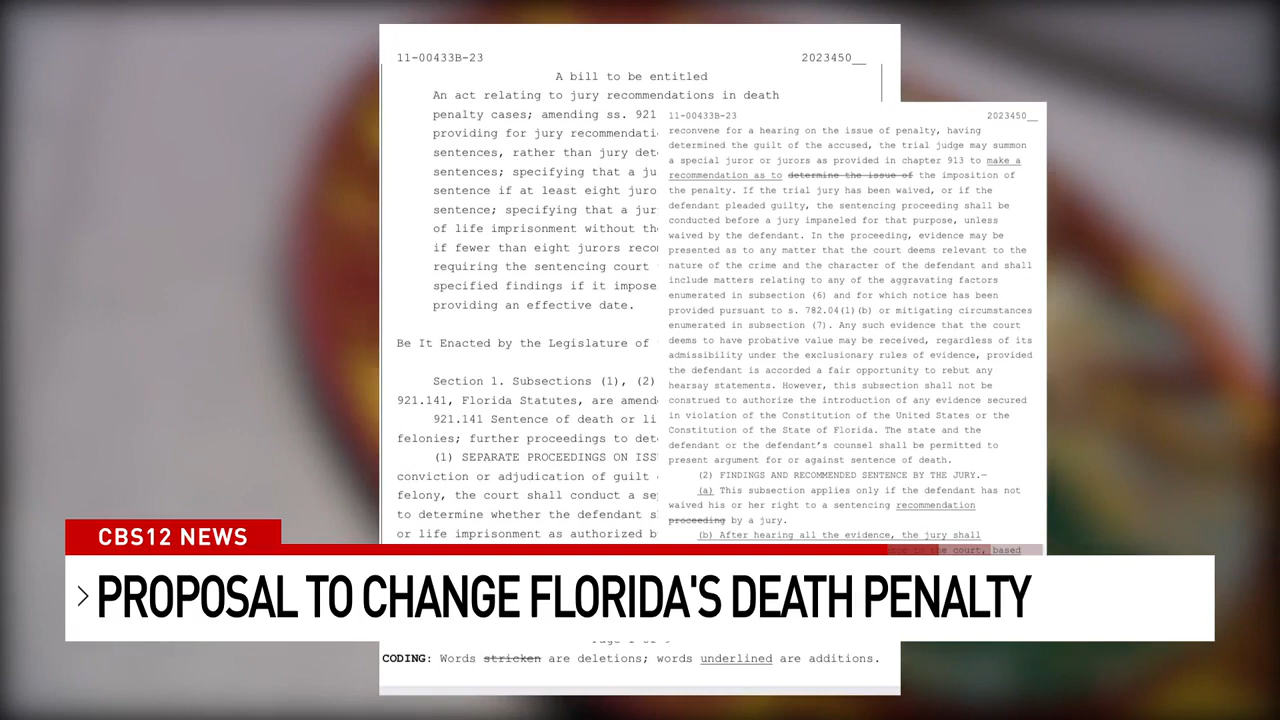 11-00433B-23 2023450__
A bill to be entitled
An act relating to jury recommendations in death
penalty cases; amending ss. 921
providing for jury
sentences, rather than jury
sentences; specifying that a
sentence if at least eight
sentence; specifying that a
of life imprisonment without
if fewer than eight jurors
requiring the sentencing court
specified findings if it
providing an effective date.
Be It Enacted by the Legislature of
Section 1. Subsections (1), (2)
921.141, Florida Statutes, are
921.141 Sentence of death or
felonies; further proceedings to
(1) SEPARATE PROCEEDINGS ON
conviction or adjudication of guilt
felony, the court shall conduct a
to determine whether the defendant
or life imprisonment as authorized
11-00433B-23 2023450__
reconvene for a hearing on the issue of penalty, having
determined the guilt of the accused, the trial judge may summon
a special juror or jurors as provided in chapter 913 to make a
recommendation as to determine the issue of the imposition of
the penalty. If the trial jury has been waived, or if the
defendant pleaded guilty, the sentencing proceeding shall be
conducted before a jury impaneled for that purpose, unless
waived by the defendant. In the proceeding, evidence may be
presented as to any matter that the court deems relevant to the
nature of the crime and the character of the defendant and shall
include matters relating to any of the aggravating factors
enumerated in subsection (6) and for which notice has been
provided pursuant to s. 782.04(1)(b) or mitigating circumstances
enumerated in subsection (7). Any such evidence that the court
deems to have probative value may be received, regardless of its
admissibility under the exclusionary rules of evidence, provided
the defendant is accorded a fair opportunity to rebut any
hearsay statements. However, this subsection shall not be
construed to authorize the introduction of any evidence secured
in violation of the Constitution of the United States or the
Constitution of the State of Florida. The state and the
defendant or the defendant's counsel shall be permitted to
present argument for or against sentence of death.
(2) FINDINGS AND RECOMMENDED SENTENCE BY THE JURY.—
(a) This subsection applies only if the defendant has not
waived his or her right to a sentencing recommendation
proceeding by a jury.
(b) After hearing all the evidence, the jury shall
the court, based
CBS12 NEWS
PROPOSAL TO CHANGE FLORIDA'S DEATH PENALTY
CODING: Words stricken are deletions; words underlined are additions.